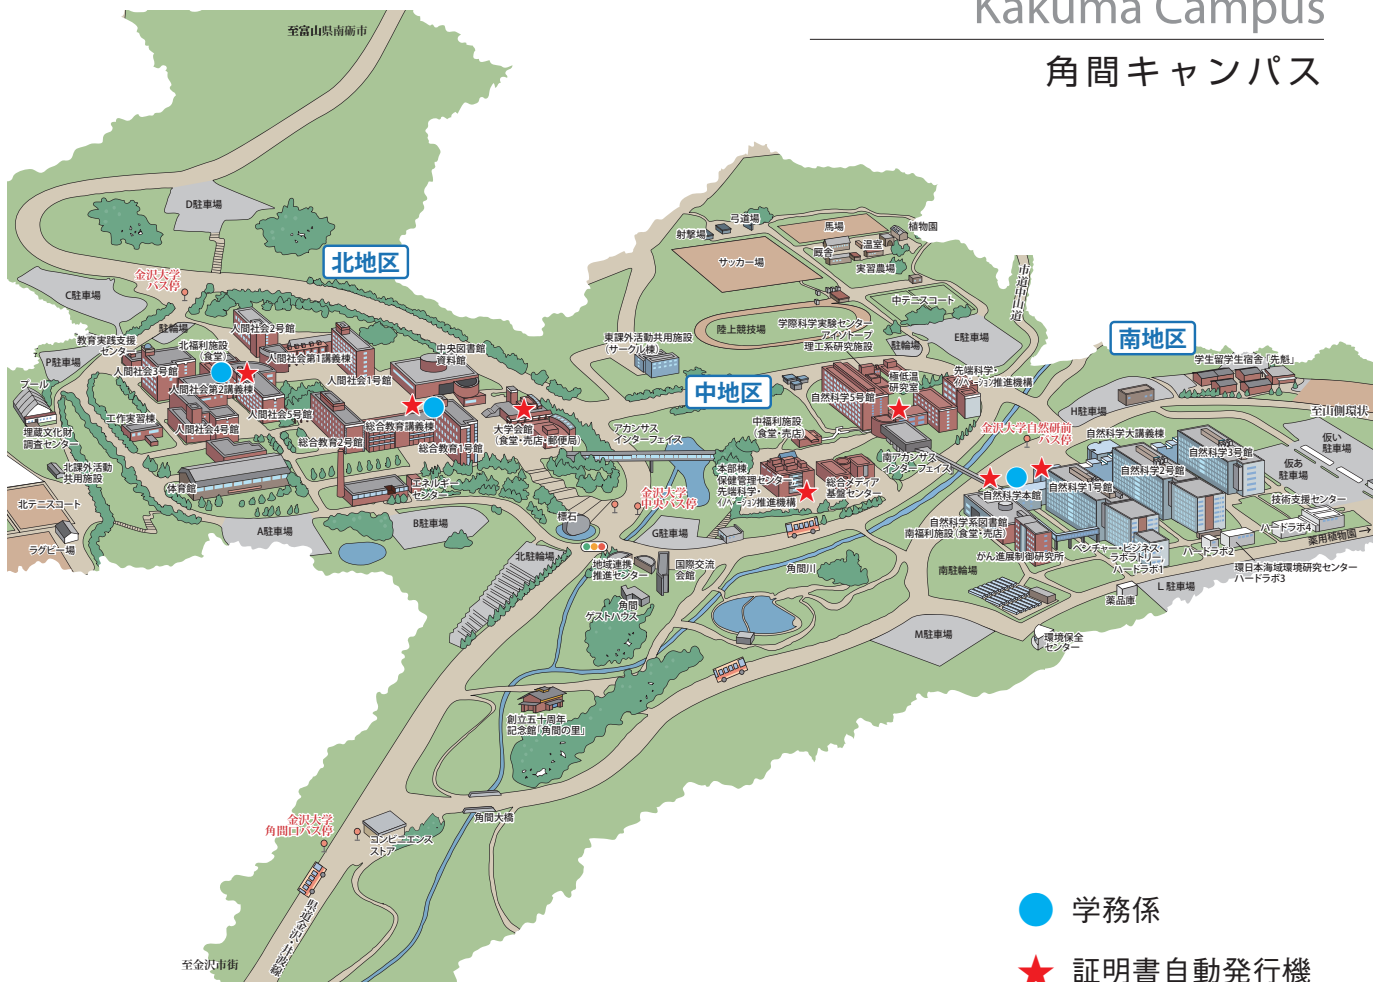 Kakuma Campus
角間キャンパス
至富山県南砺市
D駐車場
北地区
金沢大学
バス停
C駐車場
駐輪場
教育実践支援
センター
P駐車場
プール
埋蔵文化財
調査センター
北課外活動
共用施設
北テニスコート
ラグビー場
人間社会2号館
北福利施設
(食堂)
人間社会第1講義棟
人間社会3号館
人間社会第2講義棟
人間社会1号館
人間社会5号館
人間社会4号館
工作実習棟
体育館
中央図書館
資料館
総合教育講義棟
総合教育2号館
総合教育1号館
大学会館
(食堂・売店・郵便局)
エネルギー
センター
A駐車場
B駐車場
アカンサス
インターフェイス
東課外活動共用施設
(サークル棟)
中地区
射撃場
弓道場
馬場
植物園
厩舎
温室
サッカー場
実習農場
中テニスコート
陸上競技場
学際科学実験センター
アイソトープ
理工系研究施設
駐輪場
E駐車場
市道中山道
先端科学・
イノベーション推進機構
極低温
研究室
自然科学5号館
中福利施設
(食堂・売店)
本部棟
保健管理センター
先端科学・
イノベーション推進機構
総合メディア
基盤センター
南アカンサス
インターフェイス
金沢大学
中央バス停
標石
G駐車場
北駐輪場
地域連携
推進センター
国際交流
会館
角間
ゲストハウス
角間川
南地区
学生留学生宿舎「先魁」
至山側環状
H駐車場
金沢大学自然研前
バス停
自然科学大講義棟
自然科学3号館
自然科学2号館
自然科学1号館
自然科学本館
仮い
駐車場
仮あ
駐車場
技術支援センター
ハードラボ4
薬用植物園
自然科学系図書館
南福利施設(食堂・売店)
がん進展制御研究所
ベンチャー・ビジネス・
ラボラトリー・
ハードラボ1
ハードラボ2
環日本海域環境研究センター
ハードラボ3
南駐輪場
薬品庫
L 駐車場
M駐車場
環境保全
センター
創立五十周年
記念館「角間の里」
角間大橋
金沢大学
角間口バス停
コンビニエンス
ストア
県道金沢・井波線
至金沢市街
学務係
証明書自動発行機